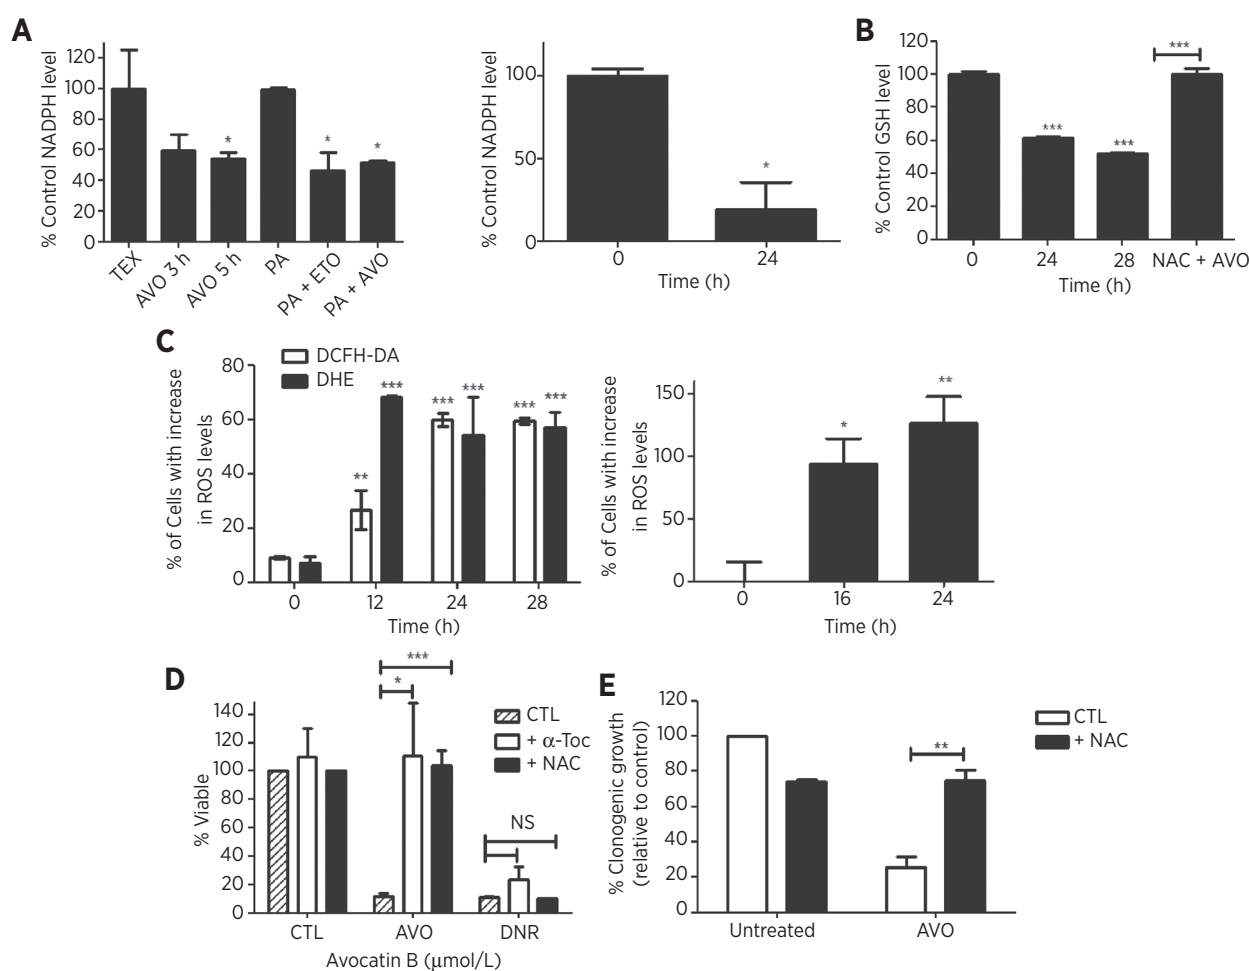 A
% Control NADPH level
120
100
80
60
40
20
0
*
*
*
TEX
AVO 3 h
AVO 5 h
PA
PA + ETO
PA + AVO
% Control NADPH level
100
50
0
*
0
24
Time (h)
B
% Control GSH level
120
100
80
60
40
20
0
***
***
***
0
24
28
NAC + AVO
Time (h)
C
% of Cells with increase
in ROS levels
80
60
40
20
0
DCFH-DA
DHE
**
***
***
***
***
***
0
12
24
28
Time (h)
% of Cells with increase
in ROS levels
150
100
50
0
*
**
0
16
24
Time (h)
D
% Viable
140
120
100
80
60
40
20
0
***
*
NS
CTL
+ α-Toc
+ NAC
CTL
AVO
DNR
Avocatin B (μmol/L)
E
% Clonogenic growth
(relative to control)
120
100
80
60
40
20
0
**
CTL
+ NAC
Untreated
AVO